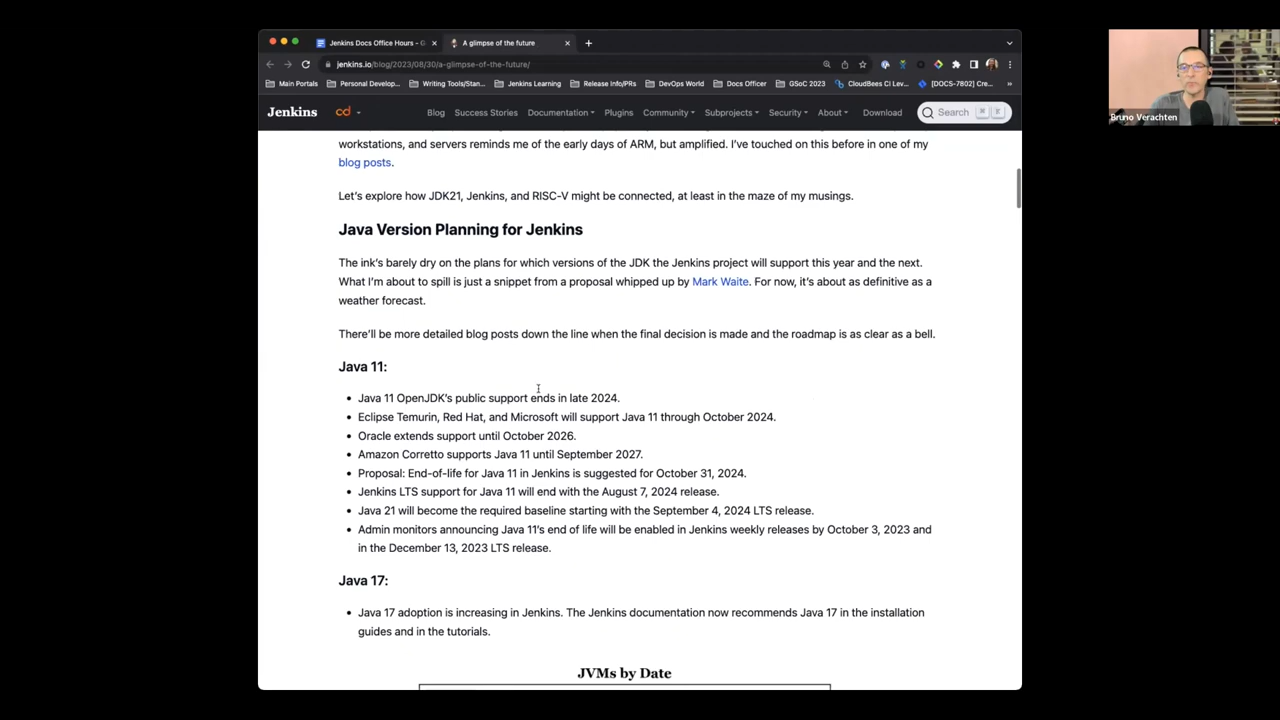 Jenkins Docs Office Hours - G
A glimpse of the future
jenkins.io/blog/2023/08/30/a-glimpse-of-the-future/
Main Portals
Personal Develop...
Writing Tools/Stan...
Jenkins Learning
Release Info/PRs
DevOps World
Docs Officer
GSoC 2023
CloudBees CI Lev...
[DOCS-7802] Cre...
Jenkins
cd
Blog
Success Stories
Documentation
Plugins
Community
Subprojects
Security
About
Download
Search
K
Bruno Verachten
workstations, and servers reminds me of the early days of ARM, but amplified. I've touched on this before in one of my
blog posts.
Let's explore how JDK21, Jenkins, and RISC-V might be connected, at least in the maze of my musings.
Java Version Planning for Jenkins
The ink's barely dry on the plans for which versions of the JDK the Jenkins project will support this year and the next.
What I'm about to spill is just a snippet from a proposal whipped up by Mark Waite. For now, it's about as definitive as a
weather forecast.
There'll be more detailed blog posts down the line when the final decision is made and the roadmap is as clear as a bell.
Java 11:
• Java 11 OpenJDK's public support ends in late 2024.
• Eclipse Temurin, Red Hat, and Microsoft will support Java 11 through October 2024.
• Oracle extends support until October 2026.
• Amazon Corretto supports Java 11 until September 2027.
• Proposal: End-of-life for Java 11 in Jenkins is suggested for October 31, 2024.
• Jenkins LTS support for Java 11 will end with the August 7, 2024 release.
• Java 21 will become the required baseline starting with the September 4, 2024 LTS release.
• Admin monitors announcing Java 11's end of life will be enabled in Jenkins weekly releases by October 3, 2023 and
in the December 13, 2023 LTS release.
Java 17:
• Java 17 adoption is increasing in Jenkins. The Jenkins documentation now recommends Java 17 in the installation
guides and in the tutorials.
JVMs by Date